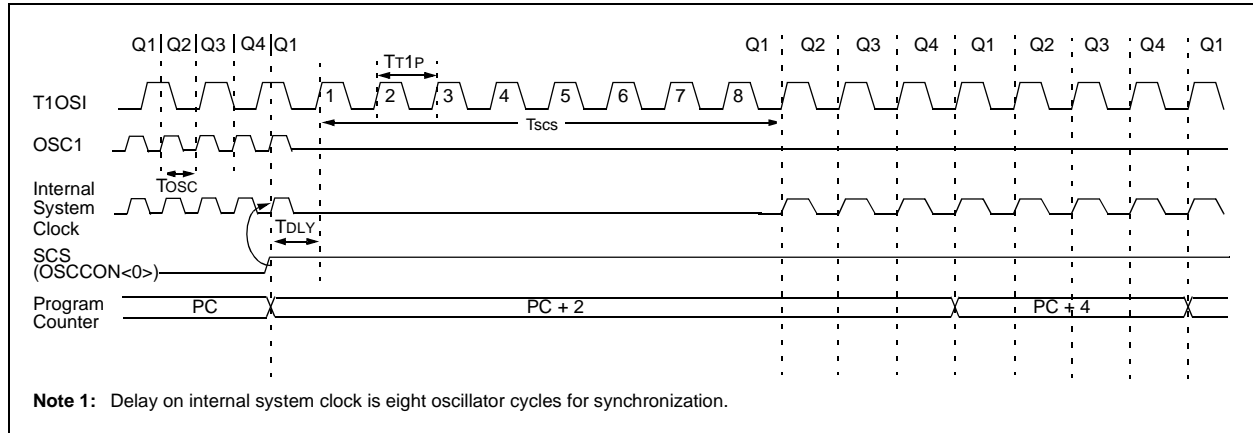 Q1 Q2 Q3 Q4 Q1 Q1 Q2 Q3 Q4 Q1 Q2 Q3 Q4 Q1
TT1P
T1OSI 1 2 3 4 5 6 7 8
TSCS
OSC1
TOSC
Internal
System
Clock
TDLY
SCS
(OSCCON<0>)
Program
Counter
PC PC + 2 PC + 4
Note 1: Delay on internal system clock is eight oscillator cycles for synchronization.